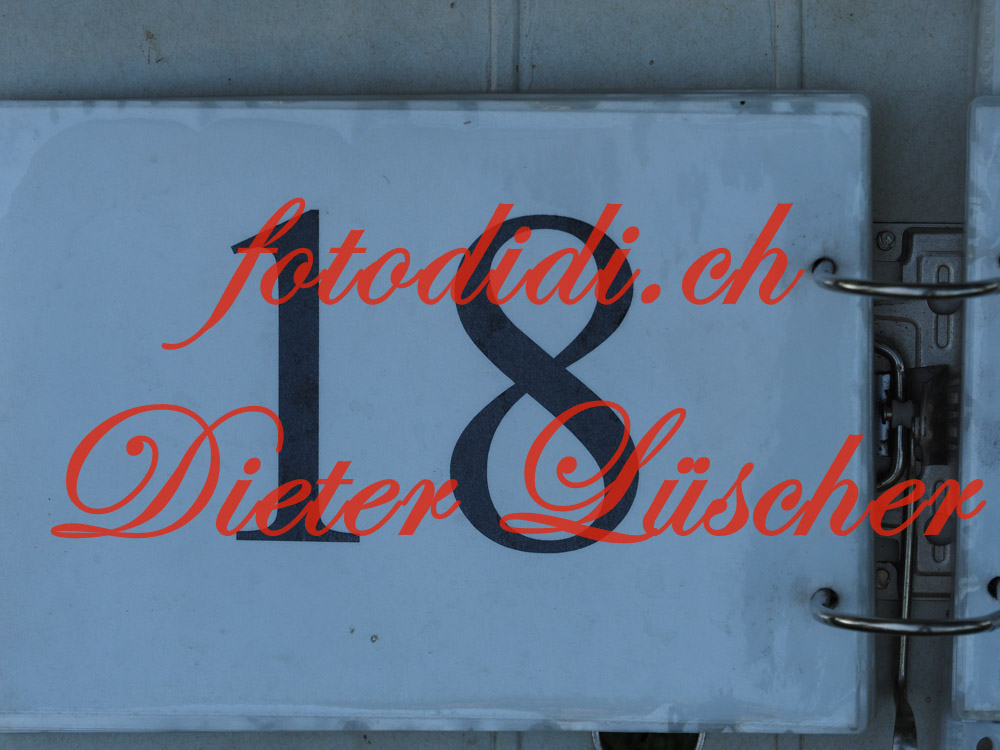 18
fotodidi.ch
Dieter Lüscher